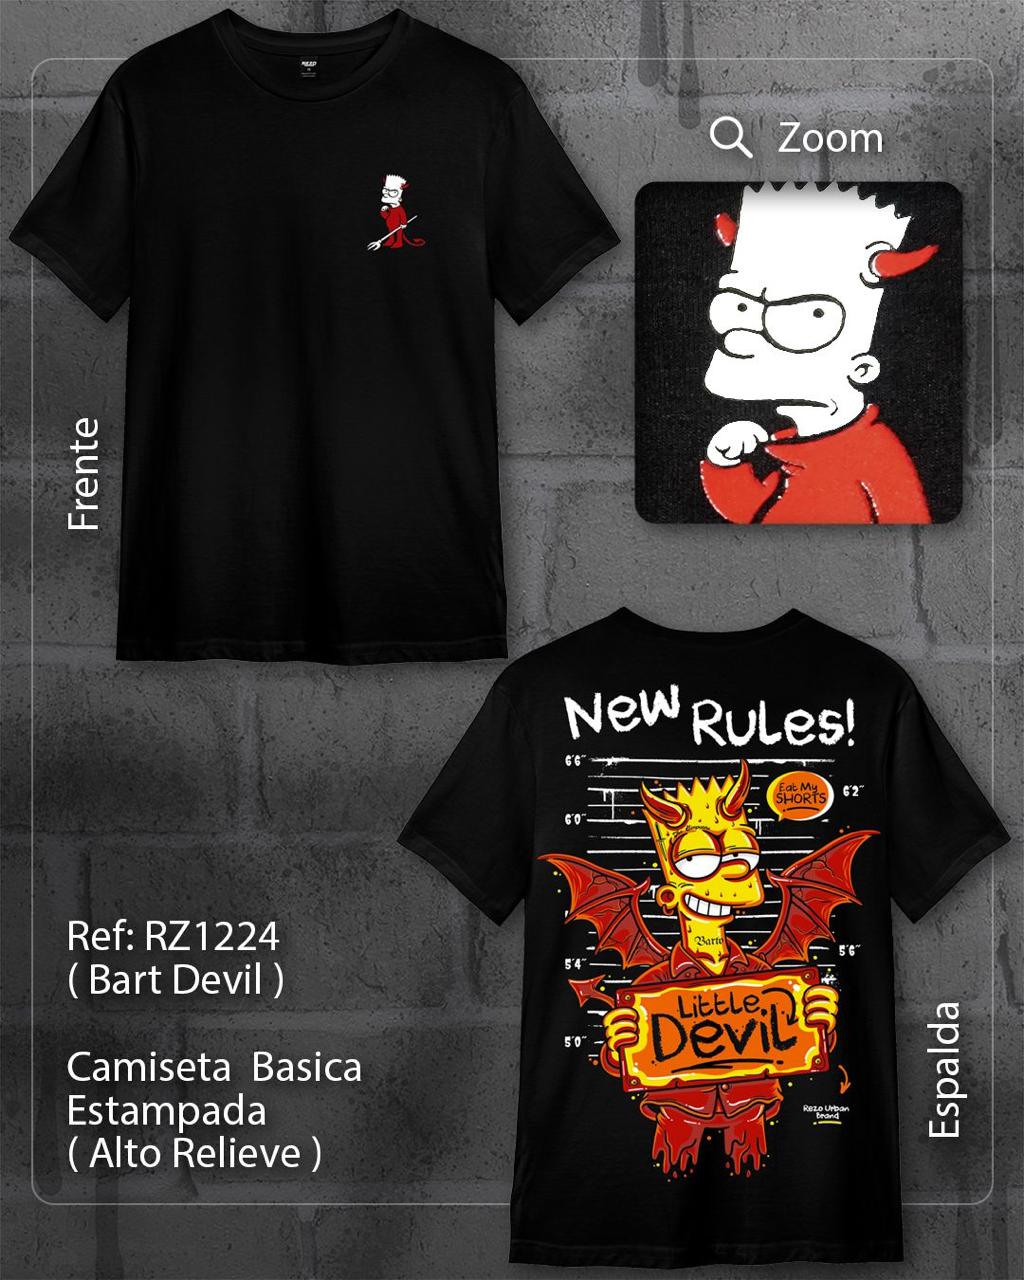 REZO
Zoom
Frente
New Rules!
6'6"
Eat My
SHORTS
6'2"
6'0"
Barto
5'4"
5'6"
Little
Devil
5'0"
Rezo Urban
Brand
Ref: RZ1224
( Bart Devil )
Camiseta Basica
Estampada
( Alto Relieve )
Espalda